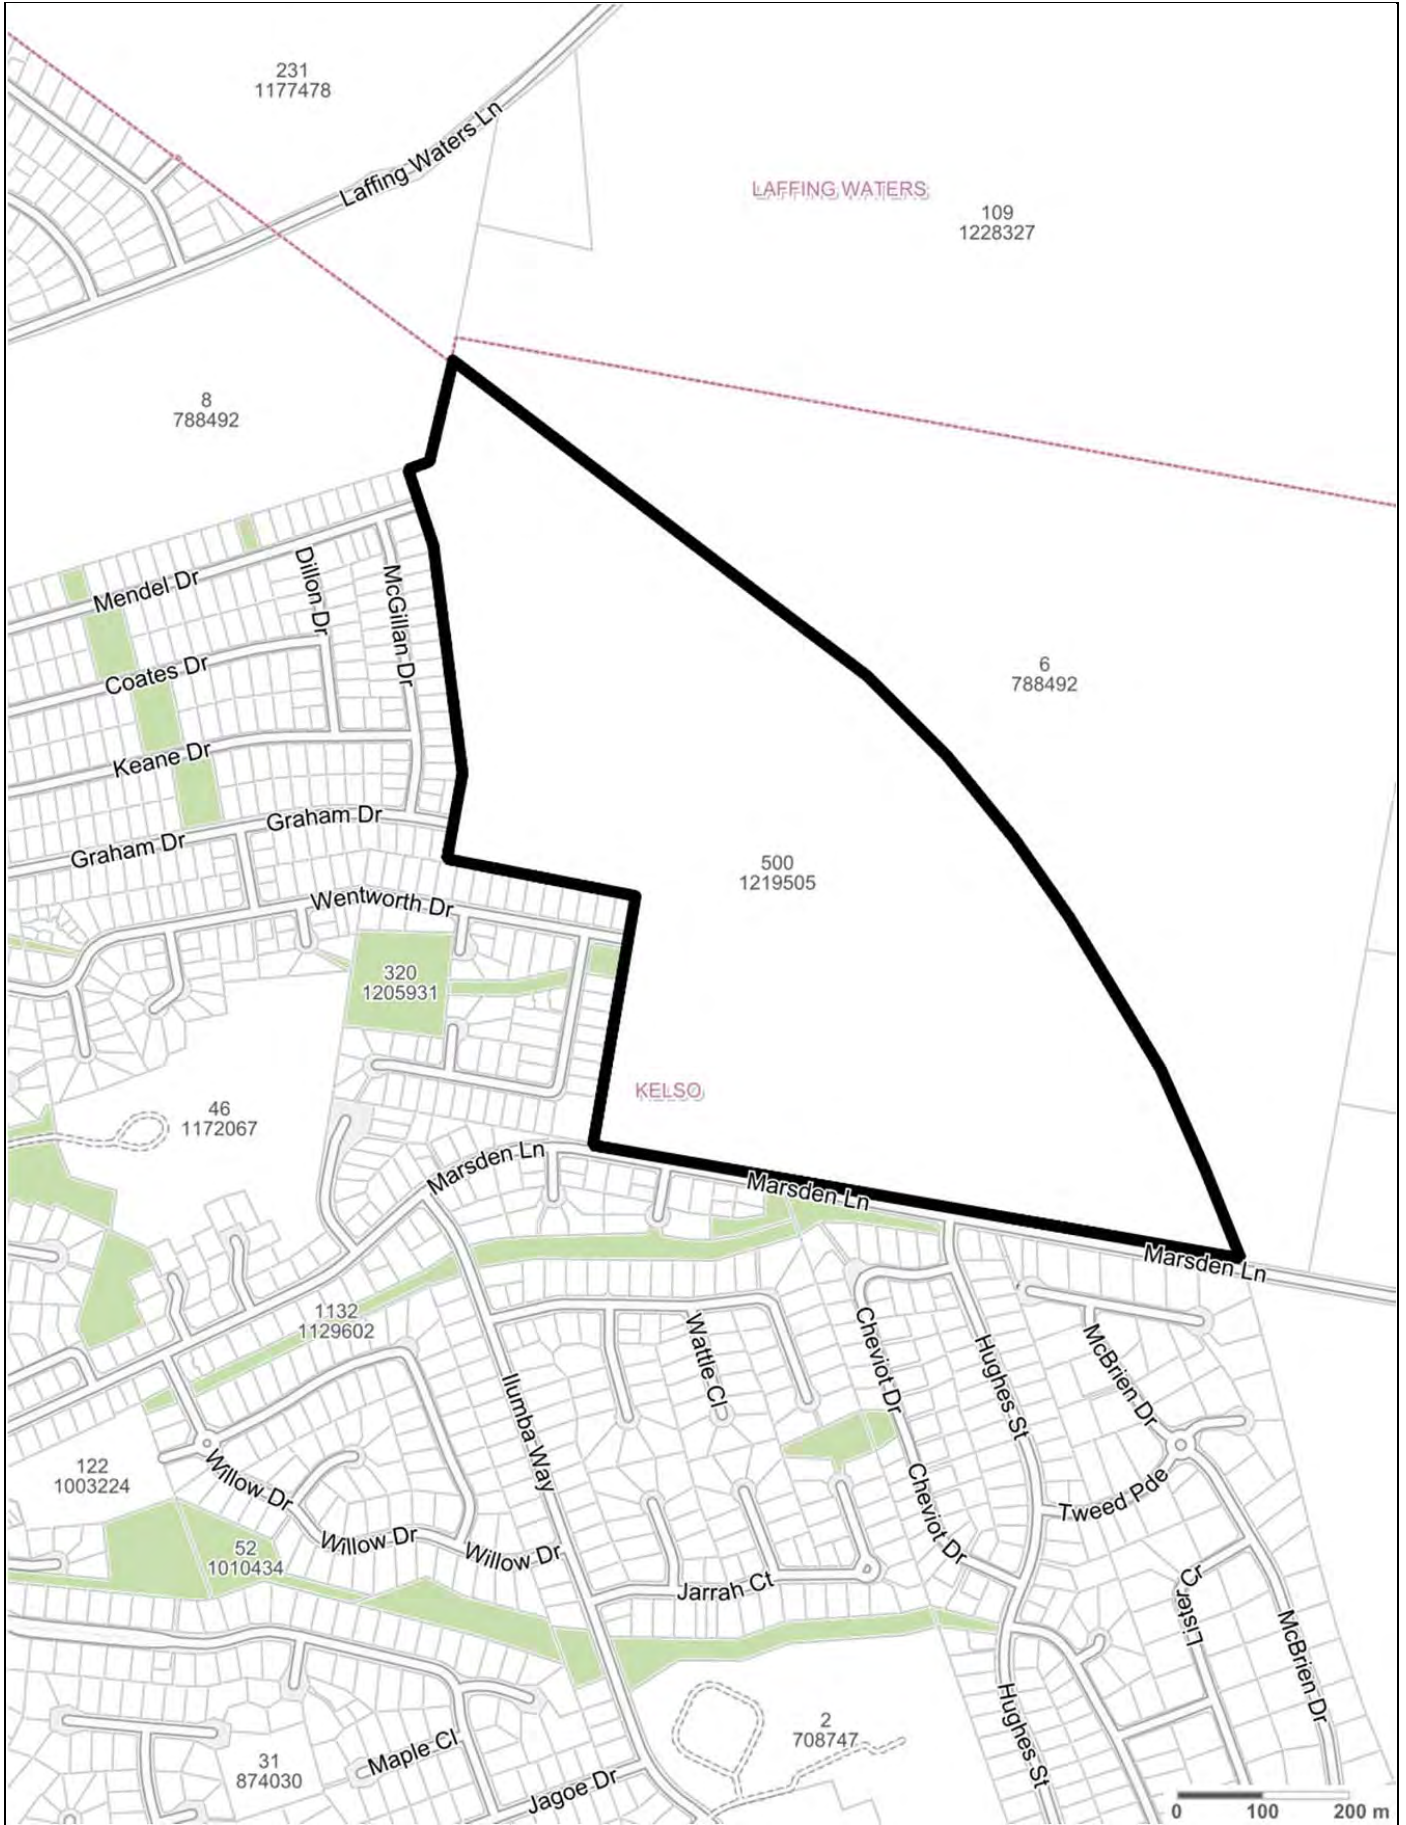 231
1177478
Laffing Waters Ln
LAFFING WATERS
109
1228327
8
788492
Mendel Dr
Dillon Dr
McGillan Dr
Coates Dr
6
788492
Keane Dr
Graham Dr
Graham Dr
500
1219505
Wentworth Dr
320
1205931
KELSO
46
1172067
Marsden Ln
Marsden Ln
Marsden Ln
1132
1129602
Wattle Cl
Cheviot Dr
Hughes St
McBrien Dr
Ilumba Way
122
1003224
Willow Dr
Willow Dr
Willow Dr
Cheviot Dr
Tweed Pde
52
1010434
Jarrah Ct
Lister Cr
McBrien Dr
Hughes St
2
708747
31
874030
Maple Cl
Jagoe Dr
0 100 200 m